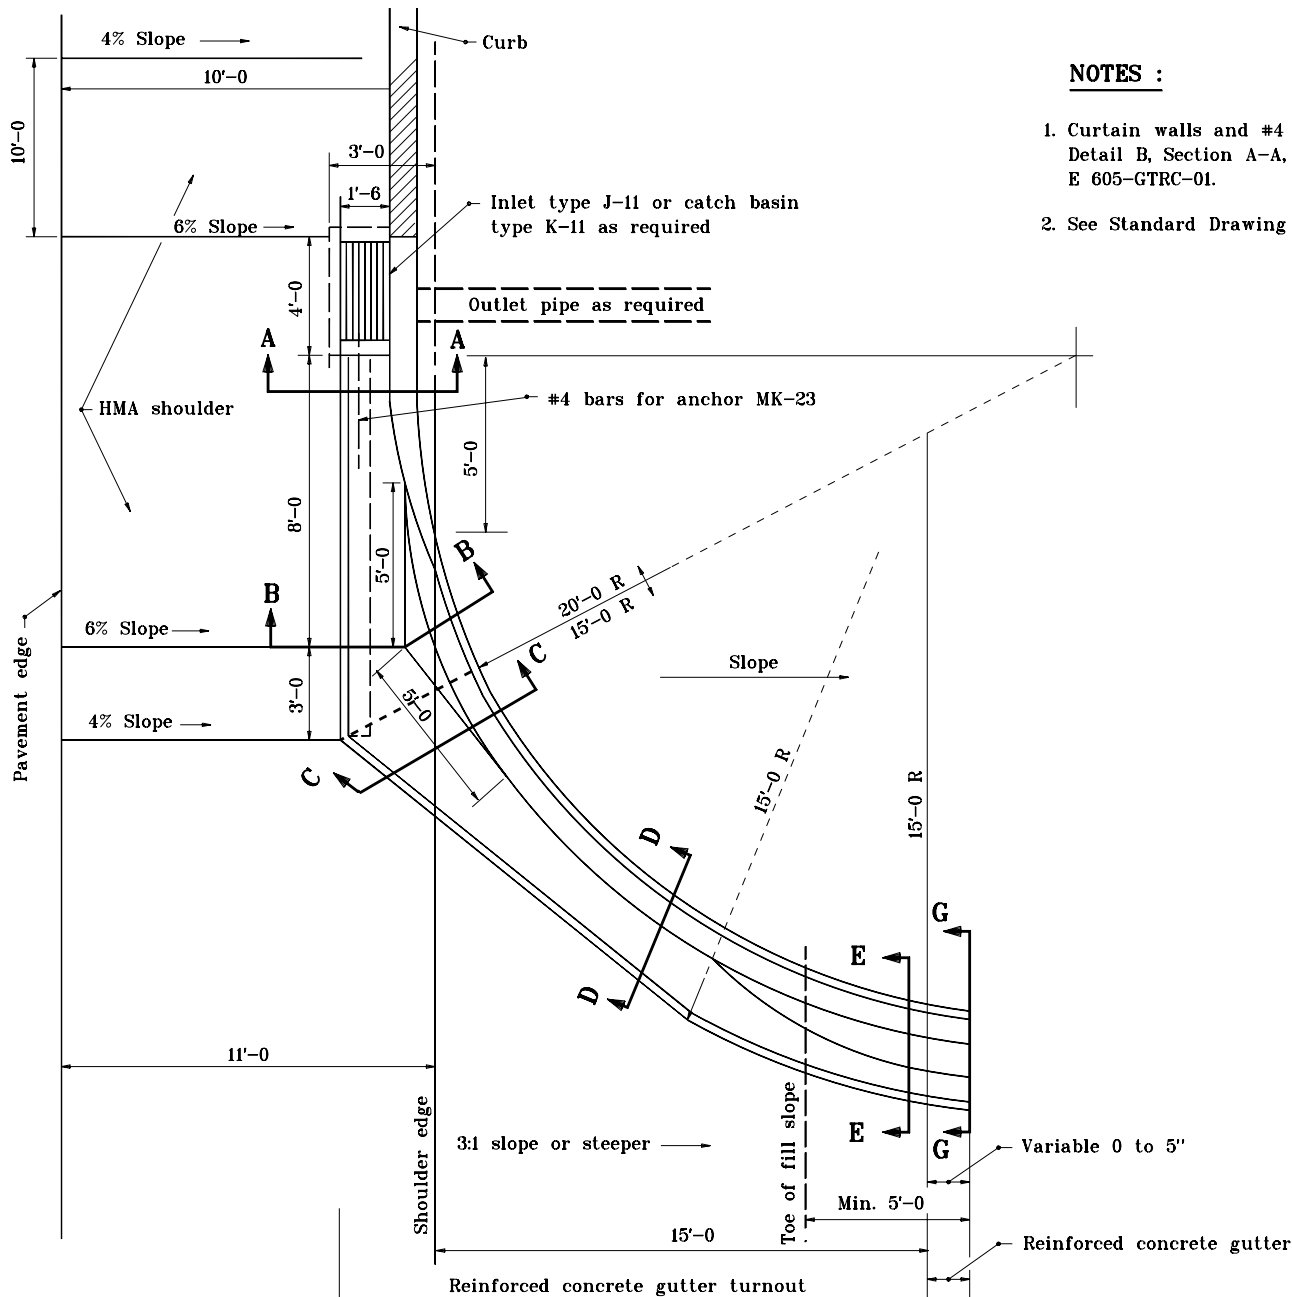 4% Slope
Curb
10'-0
10'-0
3'-0
1'-6
Inlet type J-11 or catch basin
type K-11 as required
6% Slope
4'-0
Outlet pipe as required
A
A
HMA shoulder
#4 bars for anchor MK-23
5'-0
8'-0
5'-0
B
B
20'-0 R
15'-0 R
6% Slope
Pavement edge
C
Slope
3'-0
5'-0
4% Slope
C
15'-0 R
15'-0 R
D
D
G
E
11'-0
Shoulder edge
3:1 slope or steeper
Toe of fill slope
E
G
Variable 0 to 5"
Min. 5'-0
15'-0
Reinforced concrete gutter
Reinforced concrete gutter turnout
NOTES :
1. Curtain walls and #4
Detail B, Section A-A,
E 605-GTRC-01.
2. See Standard Drawing